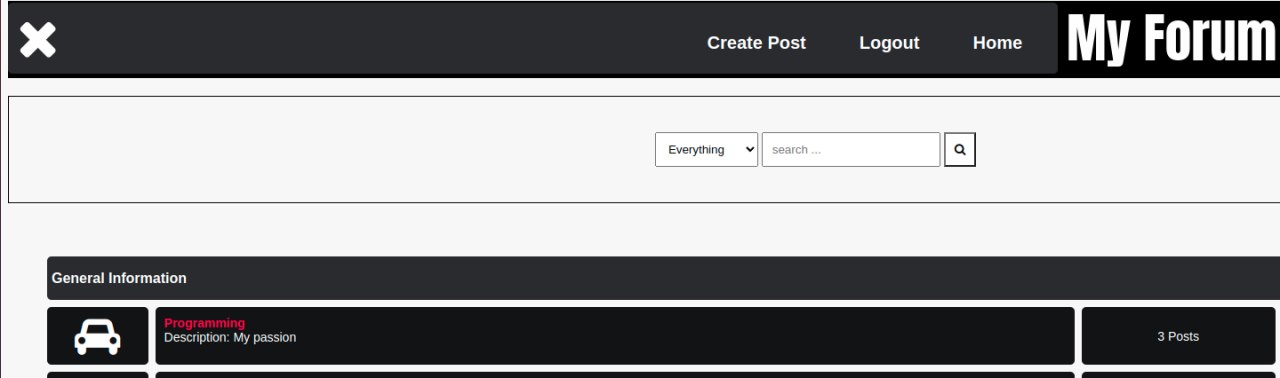 Create Post Logout Home My Forum
Everything search ...
General Information
Programming
Description: My passion
3 Posts